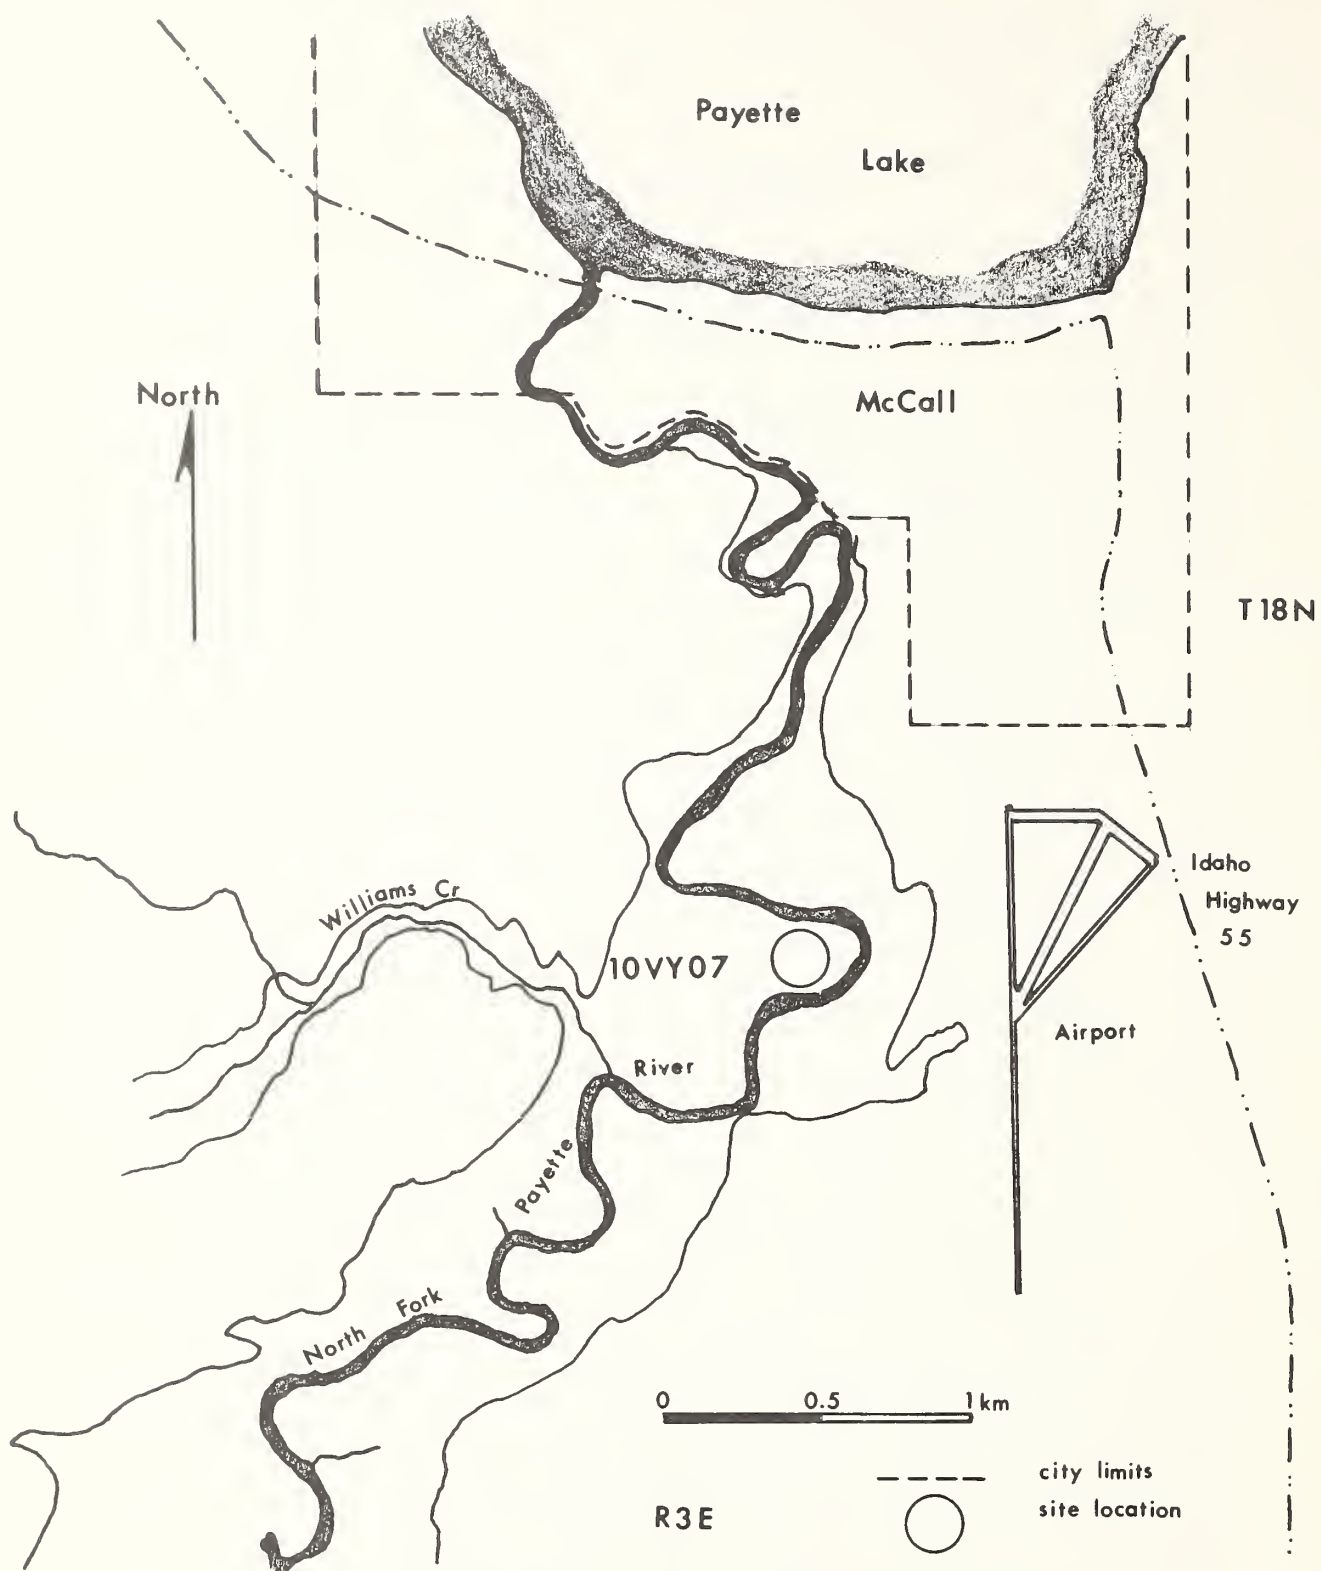 Payette
Lake
North
McCall
T18N
Idaho
Highway
55
Williams Cr
10VY07
Airport
River
Payette
Fork
North
0 0.5 1 km
city limits
site location
R3E